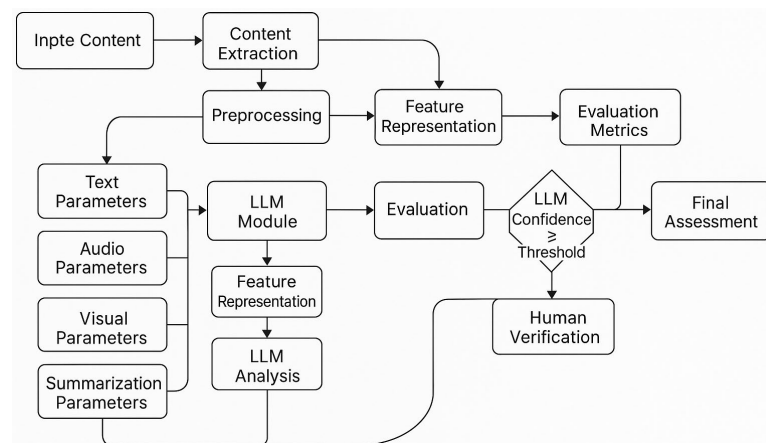 Inpte Content
Content
Extraction
Preprocessing
Feature
Representation
Evaluation
Metrics
Text
Parameters
Audio
Parameters
Visual
Parameters
Summarization
Parameters
LLM
Module
Feature
Representation
LLM
Analysis
Evaluation
LLM
Confidence
≥
Threshold
Human
Verification
Final
Assessment